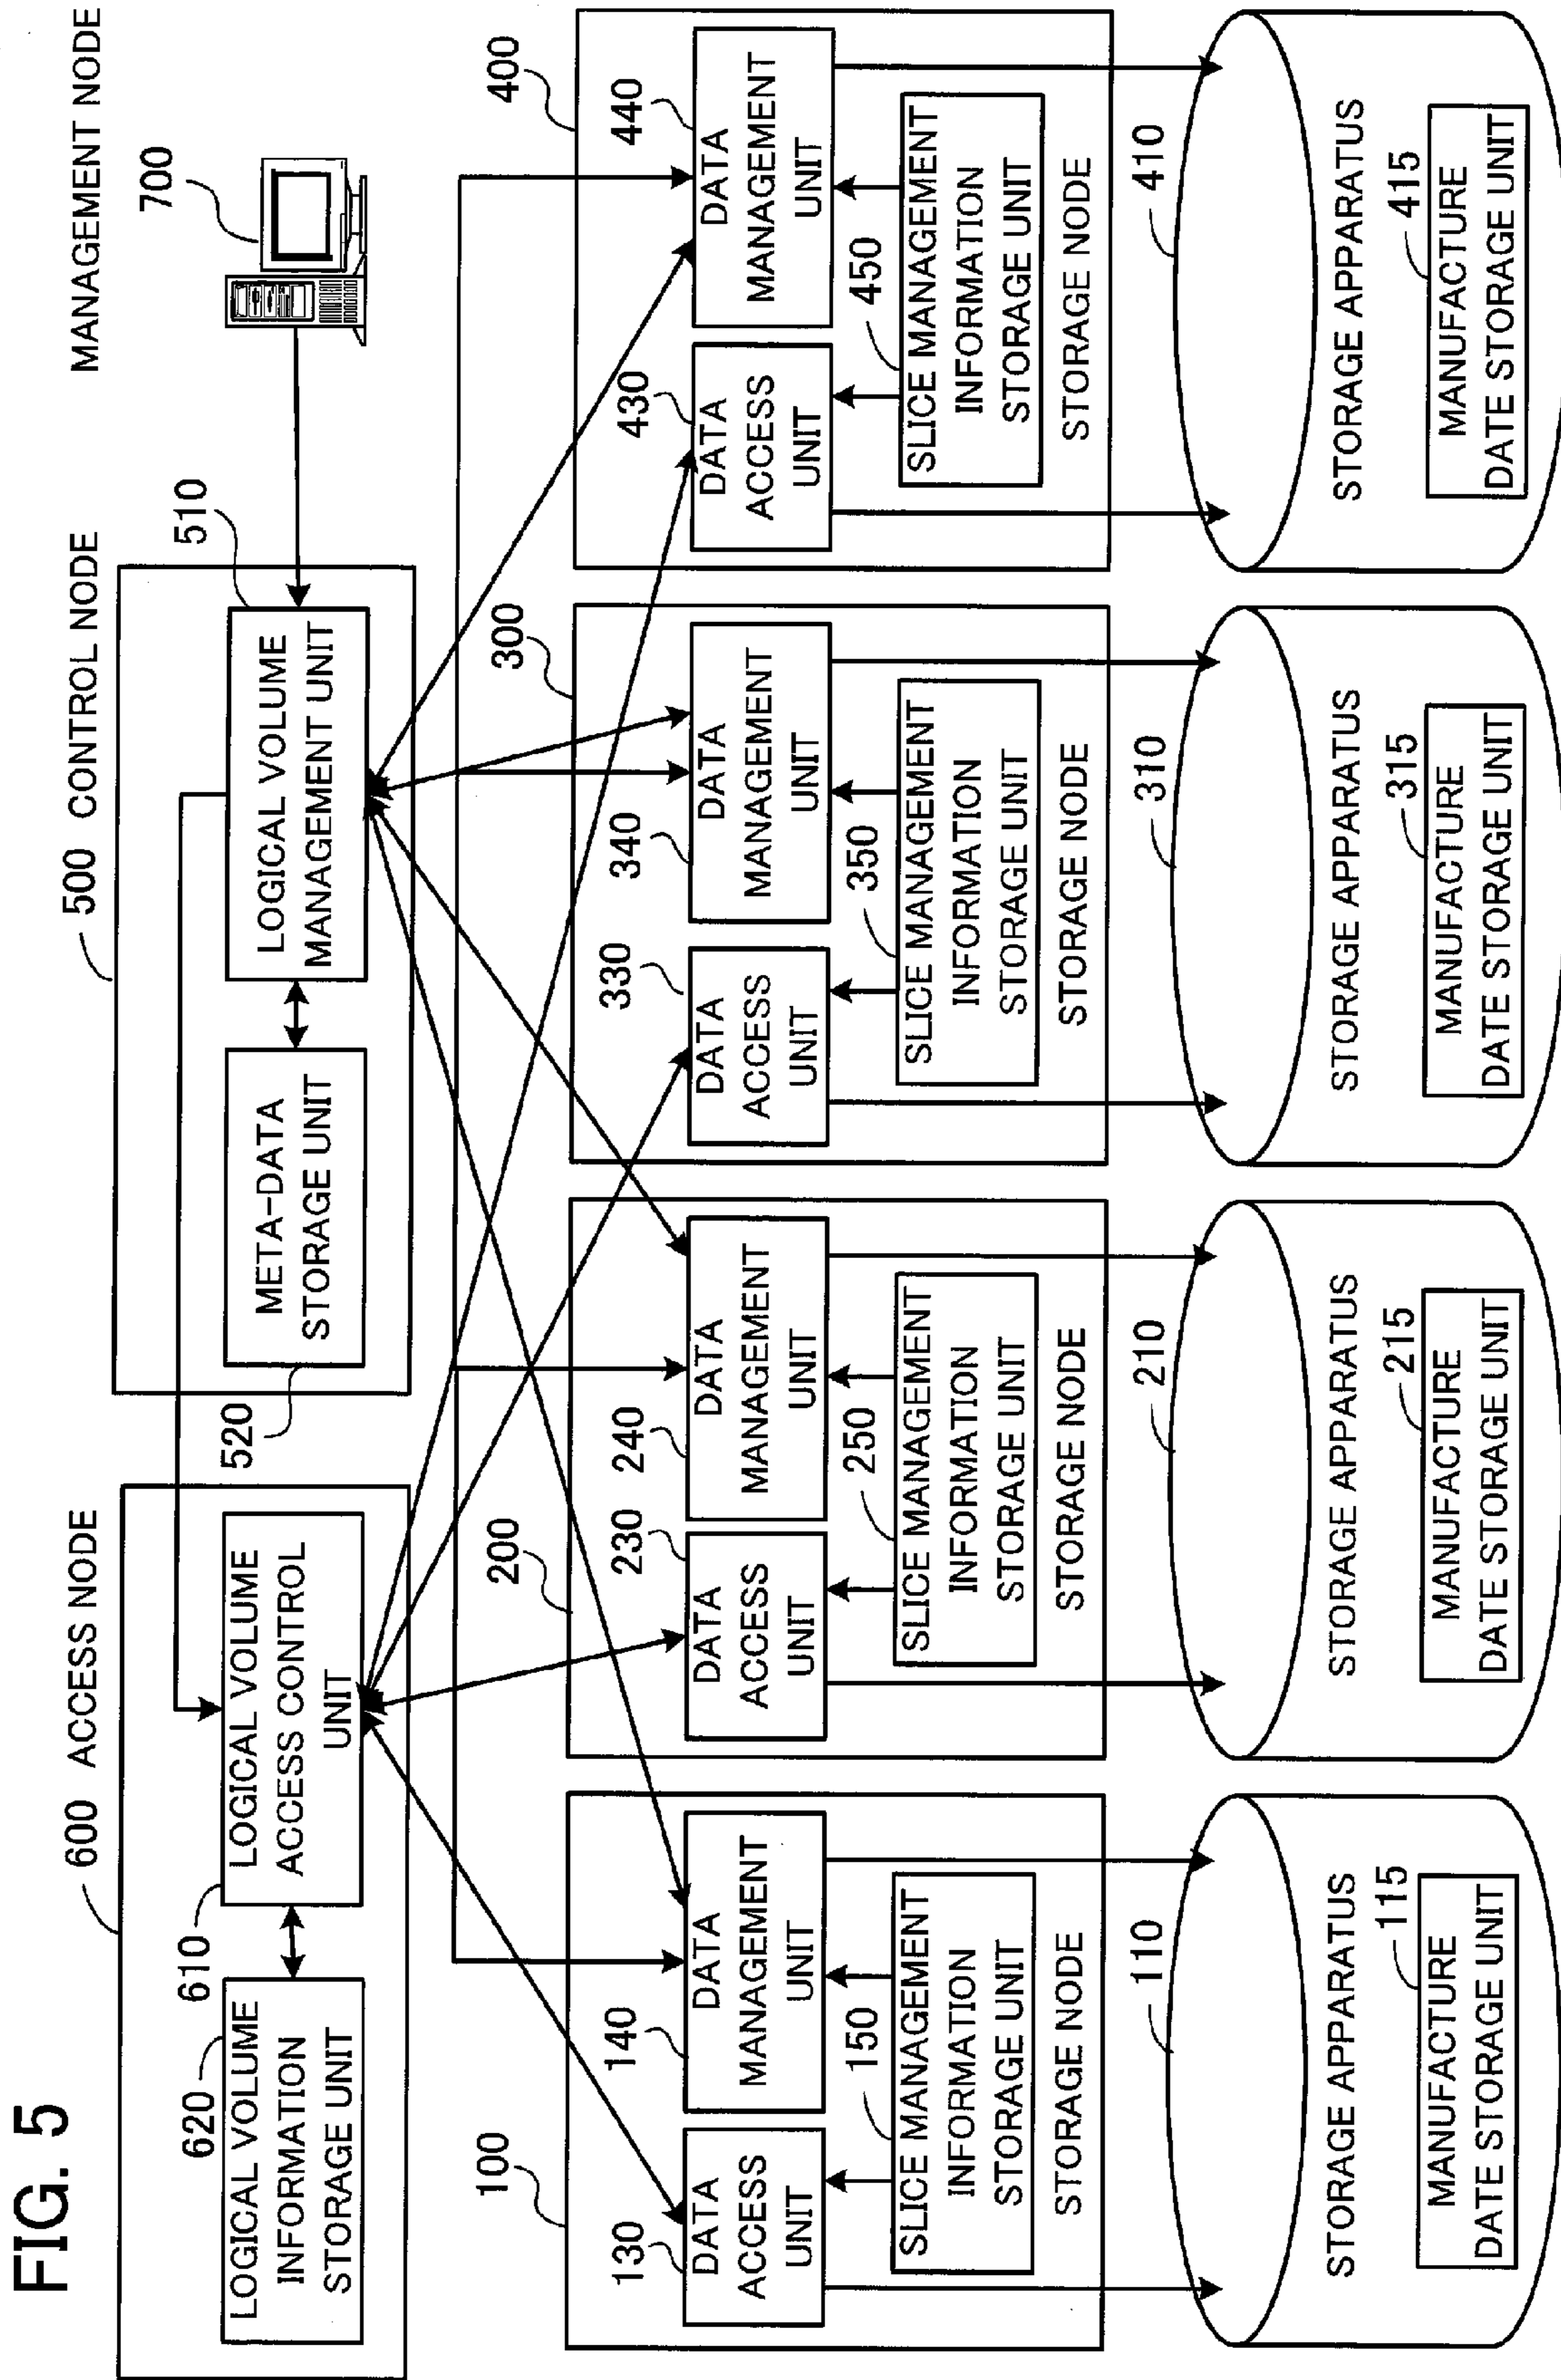 FIG. 5
600 ACCESS NODE
500 CONTROL NODE
MANAGEMENT NODE
620
610
LOGICAL VOLUME
INFORMATION
STORAGE UNIT
LOGICAL VOLUME
ACCESS CONTROL
UNIT
520
META-DATA
STORAGE UNIT
510
LOGICAL VOLUME
MANAGEMENT UNIT
700
100
130
DATA
ACCESS
UNIT
140
DATA
MANAGEMENT
UNIT
150
SLICE MANAGEMENT
INFORMATION
STORAGE UNIT
STORAGE NODE
110
STORAGE APPARATUS
115
MANUFACTURE
DATE STORAGE UNIT
200
230
DATA
ACCESS
UNIT
240
DATA
MANAGEMENT
UNIT
250
SLICE MANAGEMENT
INFORMATION
STORAGE UNIT
STORAGE NODE
210
STORAGE APPARATUS
215
MANUFACTURE
DATE STORAGE UNIT
300
330
DATA
ACCESS
UNIT
340
DATA
MANAGEMENT
UNIT
350
SLICE MANAGEMENT
INFORMATION
STORAGE UNIT
STORAGE NODE
310
STORAGE APPARATUS
315
MANUFACTURE
DATE STORAGE UNIT
400
430
DATA
ACCESS
UNIT
440
DATA
MANAGEMENT
UNIT
450
SLICE MANAGEMENT
INFORMATION
STORAGE UNIT
STORAGE NODE
410
STORAGE APPARATUS
415
MANUFACTURE
DATE STORAGE UNIT